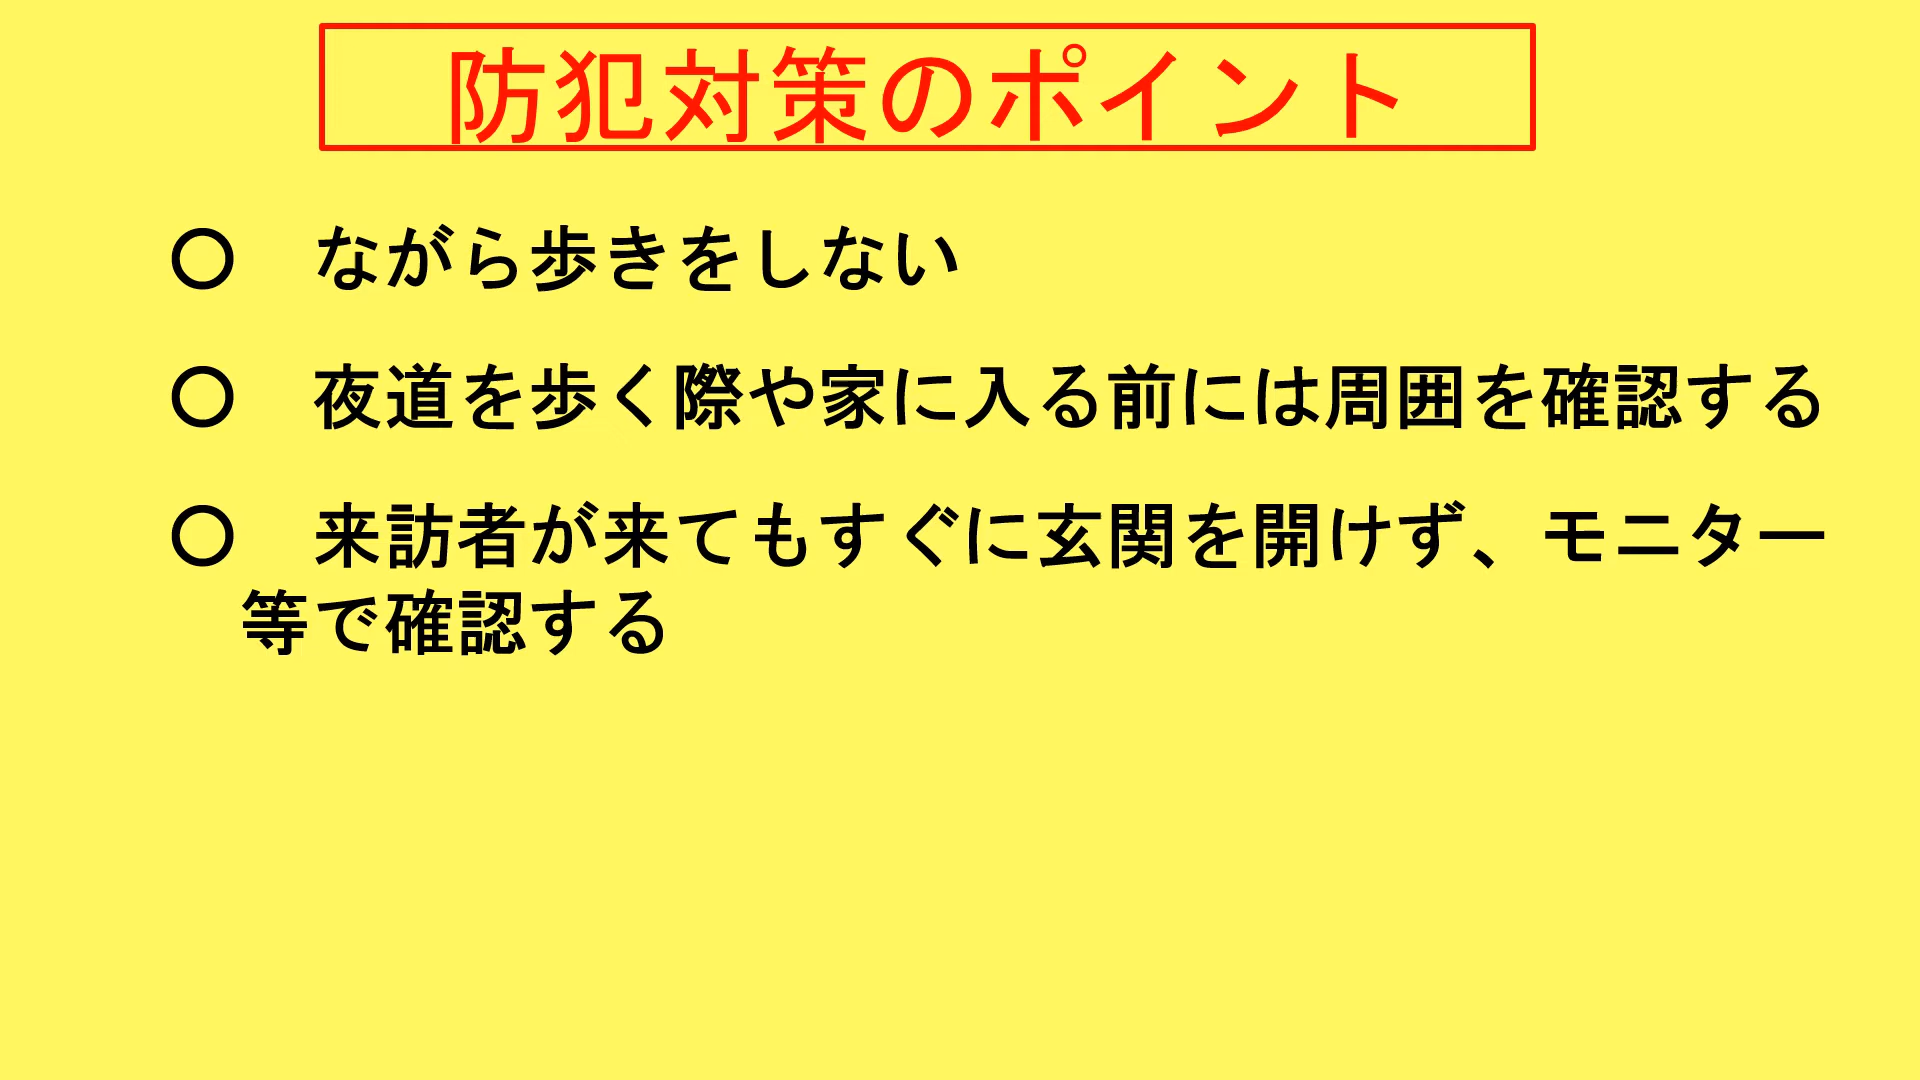 防犯対策のポイント
○　ながら歩きをしない
○　夜道を歩く際や家に入る前には周囲を確認する
○　来訪者が来てもすぐに玄関を開けず、モニター
等で確認する